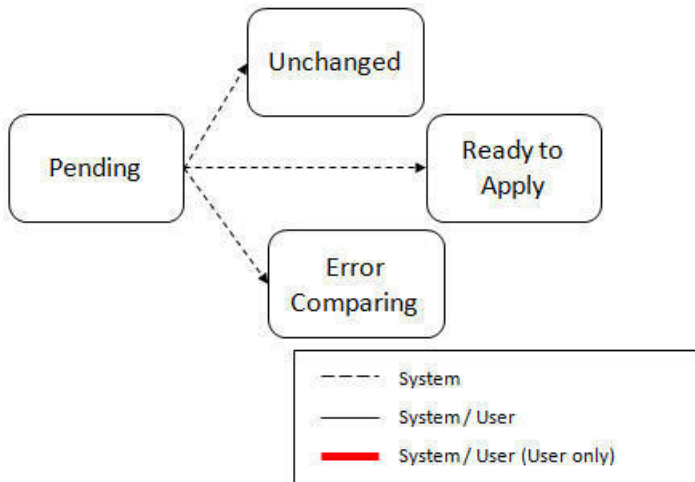 Unchanged
Pending
Ready to
Apply
Error
Comparing
System
System / User
System / User (User only)